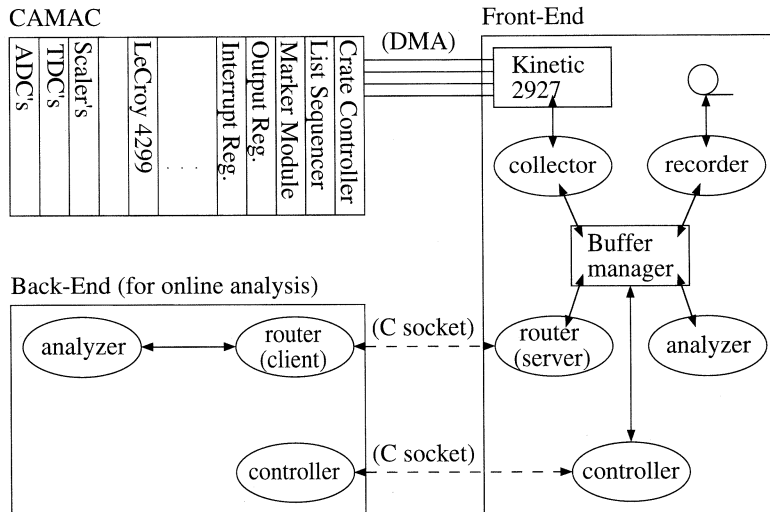 CAMAC
ADC's
TDC's
Scaler's
LeCroy 4299
. . .
Interrupt Reg.
Output Reg.
Marker Module
List Sequencer
Crate Controller
(DMA)
Front-End
Kinetic
2927
collector
recorder
Buffer
manager
Back-End (for online analysis)
analyzer
router
(client)
(C socket)
router
(server)
analyzer
controller
(C socket)
controller